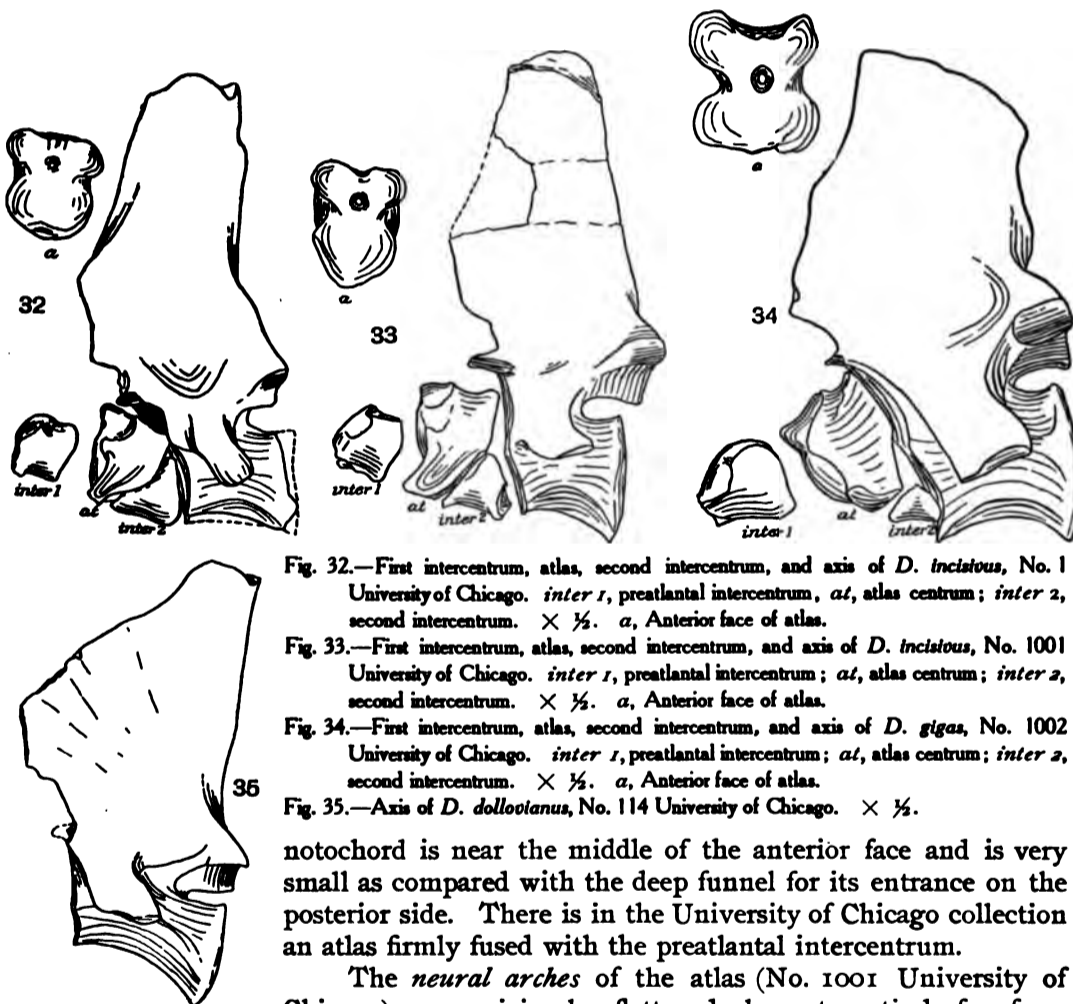 a
32
inter 1
at
inter 2
a
33
inter 1
at
inter 2
a
34
inter 1
at
inter 2
35
Fig. 32.—First intercentrum, atlas, second intercentrum, and axis of D. incisivus, No. 1
University of Chicago. inter 1, preatlantal intercentrum, at, atlas centrum; inter 2,
second intercentrum. × ½. a, Anterior face of atlas.
Fig. 33.—First intercentrum, atlas, second intercentrum, and axis of D. incisivus, No. 1001
University of Chicago. inter 1, preatlantal intercentrum; at, atlas centrum; inter 2,
second intercentrum. × ½. a, Anterior face of atlas.
Fig. 34.—First intercentrum, atlas, second intercentrum, and axis of D. gigas, No. 1002
University of Chicago. inter 1, preatlantal intercentrum; at, atlas centrum; inter 2,
second intercentrum. × ½. a, Anterior face of atlas.
Fig. 35.—Axis of D. dollovianus, No. 114 University of Chicago. × ½.
notochord is near the middle of the anterior face and is very
small as compared with the deep funnel for its entrance on the
posterior side. There is in the University of Chicago collection
an atlas firmly fused with the preatlantal intercentrum.
The neural arches of the atlas (No. 1001 University of